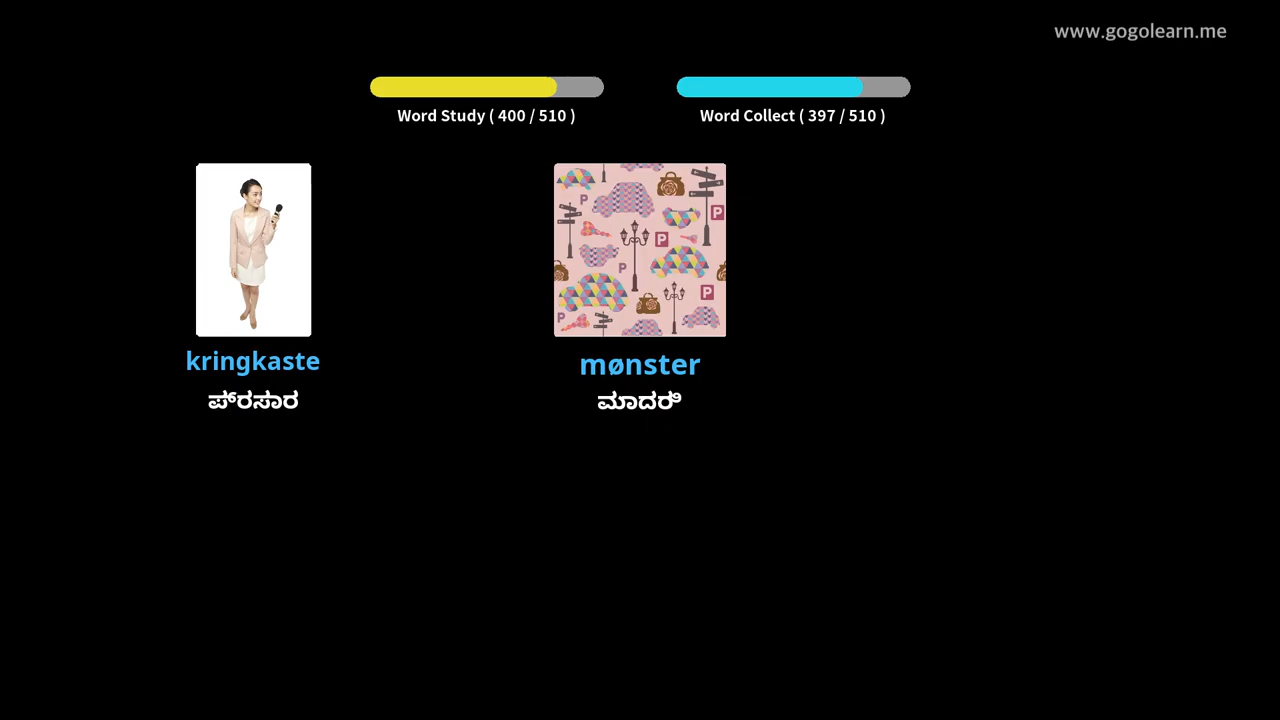 www.gogolearn.me
Word Study ( 400 / 510 )
Word Collect ( 397 / 510 )
kringkaste
ಪ್ರಸಾರ
mønster
ಮಾದರಿ